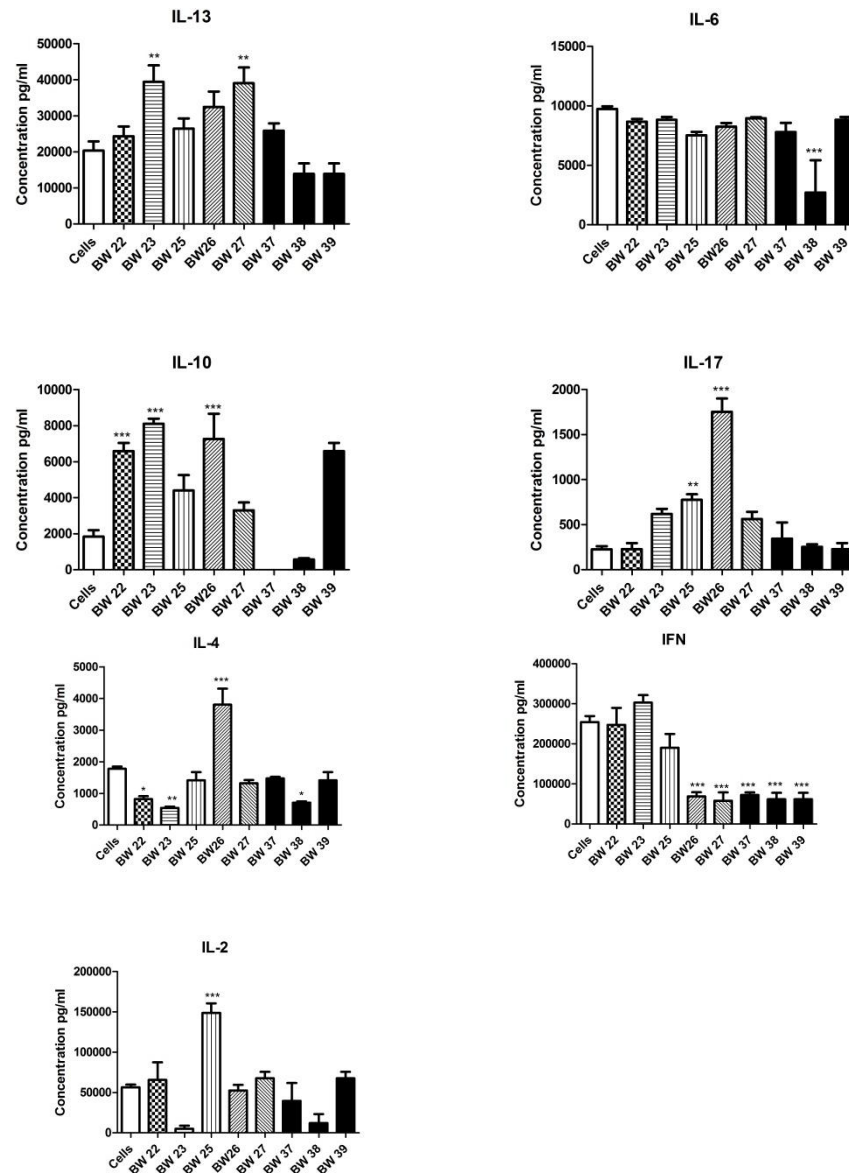 IL-13
Concentration pg/ml
50000
40000
30000
20000
10000
0
**
**
Cells
BW 22
BW 23
BW 25
BW26
BW 27
BW 37
BW 38
BW 39
IL-6
Concentration pg/ml
15000
10000
5000
0
***
Cells
BW 22
BW 23
BW 25
BW26
BW 27
BW 37
BW 38
BW 39
IL-10
Concentration pg/ml
10000
8000
6000
4000
2000
0
***
***
***
Cells
BW 22
BW 23
BW 25
BW26
BW 27
BW 37
BW 38
BW 39
IL-17
Concentration pg/ml
2000
1500
1000
500
0
**
***
Cells
BW 22
BW 23
BW 25
BW26
BW 27
BW 37
BW 38
BW 39
IL-4
Concentration pg/ml
5000
4000
3000
2000
1000
0
*
**
***
*
Cells
BW 22
BW 23
BW 25
BW26
BW 27
BW 37
BW 38
BW 39
IFN
Concentration pg/ml
400000
300000
200000
100000
0
***
***
***
***
***
Cells
BW 22
BW 23
BW 25
BW26
BW 27
BW 37
BW 38
BW 39
IL-2
Concentration pg/ml
200000
150000
100000
50000
0
***
Cells
BW 22
BW 23
BW 25
BW26
BW 27
BW 37
BW 38
BW 39